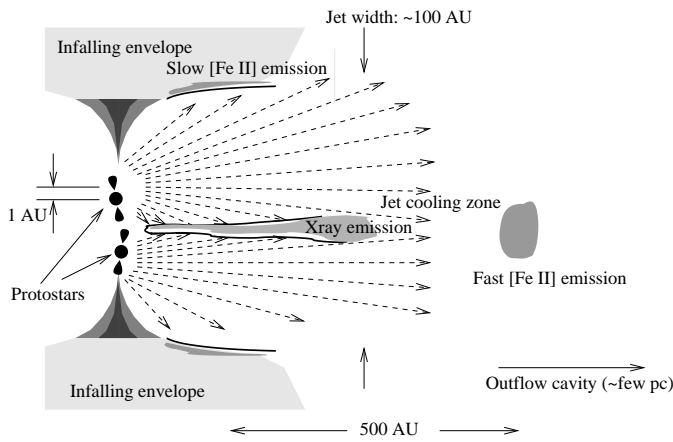 Jet width: ~100 AU
Infalling envelope
Slow [Fe II] emission
1 AU
Jet cooling zone
Xray emission
Protostars
Fast [Fe II] emission
Infalling envelope
Outflow cavity (~few pc)
500 AU